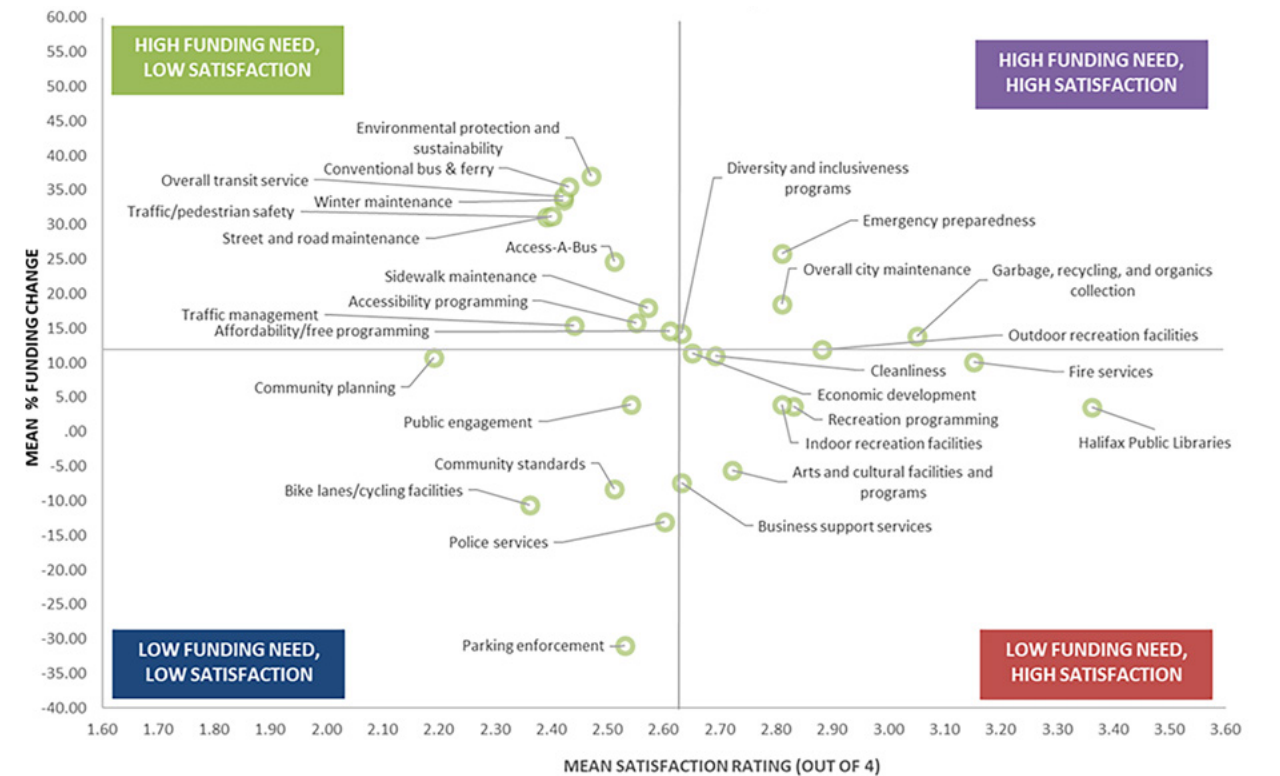 60.00
55.00
50.00
45.00
40.00
35.00
30.00
25.00
20.00
15.00
10.00
5.00
.00
-5.00
-10.00
-15.00
-20.00
-25.00
-30.00
-35.00
-40.00
MEAN % FUNDING CHANGE
HIGH FUNDING NEED,
LOW SATISFACTION
HIGH FUNDING NEED,
HIGH SATISFACTION
Environmental protection and
sustainability
Conventional bus & ferry
Overall transit service
Winter maintenance
Traffic/pedestrian safety
Street and road maintenance
Access-A-Bus
Sidewalk maintenance
Accessibility programming
Traffic management
Affordability/free programming
Diversity and inclusiveness
programs
Emergency preparedness
Overall city maintenance
Garbage, recycling, and organics
collection
Outdoor recreation facilities
Community planning
Public engagement
Community standards
Bike lanes/cycling facilities
Police services
Parking enforcement
Cleanliness
Fire services
Economic development
Recreation programming
Indoor recreation facilities
Halifax Public Libraries
Arts and cultural facilities and
programs
Business support services
LOW FUNDING NEED,
LOW SATISFACTION
LOW FUNDING NEED,
HIGH SATISFACTION
1.60 1.70 1.80 1.90 2.00 2.10 2.20 2.30 2.40 2.50 2.60 2.70 2.80 2.90 3.00 3.10 3.20 3.30 3.40 3.50 3.60
MEAN SATISFACTION RATING (OUT OF 4)